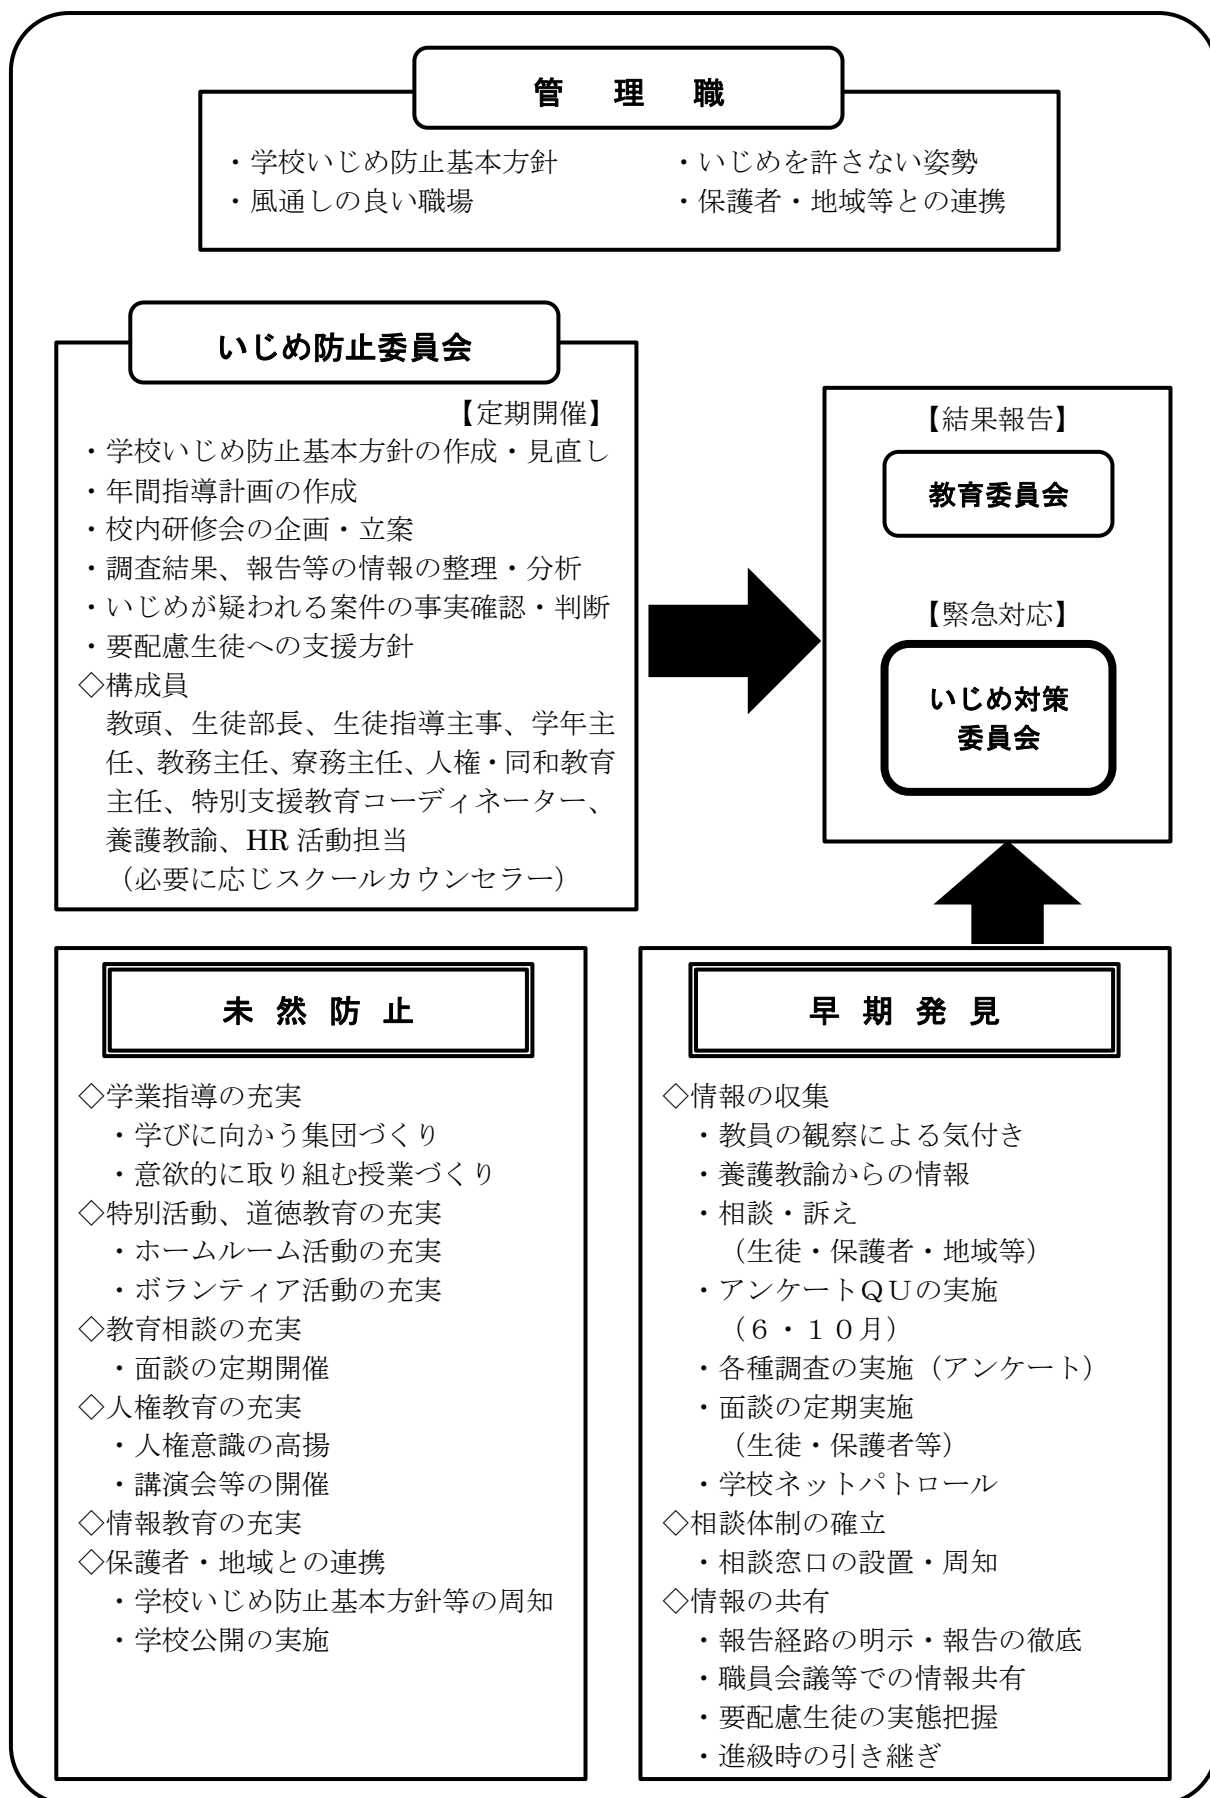 管　理　職
・学校いじめ防止基本方針　　　・いじめを許さない姿勢
・風通しの良い職場　　　　　　・保護者・地域等との連携
いじめ防止委員会
【定期開催】
・学校いじめ防止基本方針の作成・見直し
・年間指導計画の作成
・校内研修会の企画・立案
・調査結果、報告等の情報の整理・分析
・いじめが疑われる案件の事実確認・判断
・要配慮生徒への支援方針
◇構成員
教頭、生徒部長、生徒指導主事、学年主
任、教務主任、寮務主任、人権・同和教育
主任、特別支援教育コーディネーター、
養護教諭、HR 活動担当
（必要に応じスクールカウンセラー）
【結果報告】
教育委員会
【緊急対応】
いじめ対策
委員会
未 然 防 止
◇学業指導の充実
・学びに向かう集団づくり
・意欲的に取り組む授業づくり
◇特別活動、道徳教育の充実
・ホームルーム活動の充実
・ボランティア活動の充実
◇教育相談の充実
・面談の定期開催
◇人権教育の充実
・人権意識の高揚
・講演会等の開催
◇情報教育の充実
◇保護者・地域との連携
・学校いじめ防止基本方針等の周知
・学校公開の実施
早 期 発 見
◇情報の収集
・教員の観察による気付き
・養護教諭からの情報
・相談・訴え
（生徒・保護者・地域等）
・アンケートＱＵの実施
（６・１０月）
・各種調査の実施（アンケート）
・面談の定期実施
（生徒・保護者等）
・学校ネットパトロール
◇相談体制の確立
・相談窓口の設置・周知
◇情報の共有
・報告経路の明示・報告の徹底
・職員会議等での情報共有
・要配慮生徒の実態把握
・進級時の引き継ぎ